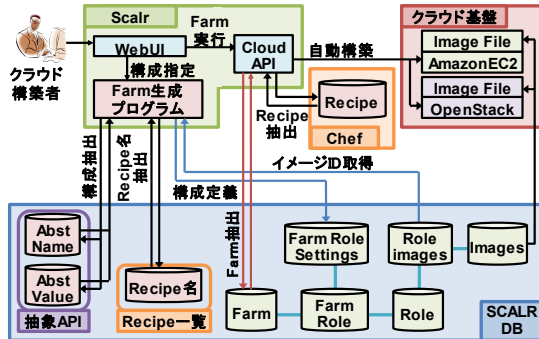 Scalr
Farm
実行
クラウド基盤
WebUI
Cloud
API
自動構築
Image File
AmazonEC2
Image File
OpenStack
クラウド
構築者
構成指定
Farm生成
プログラム
Recipe
Recipe
抽出
Chef
構成抽出
Recipe名
抽出
構成定義
イメージID取得
Farm抽出
Abst
Name
Abst
Value
抽象API
Recipe名
Recipe一覧
Farm Role
Settings
Role
images
Images
Farm
Farm
Role
Role
SCALR
DB